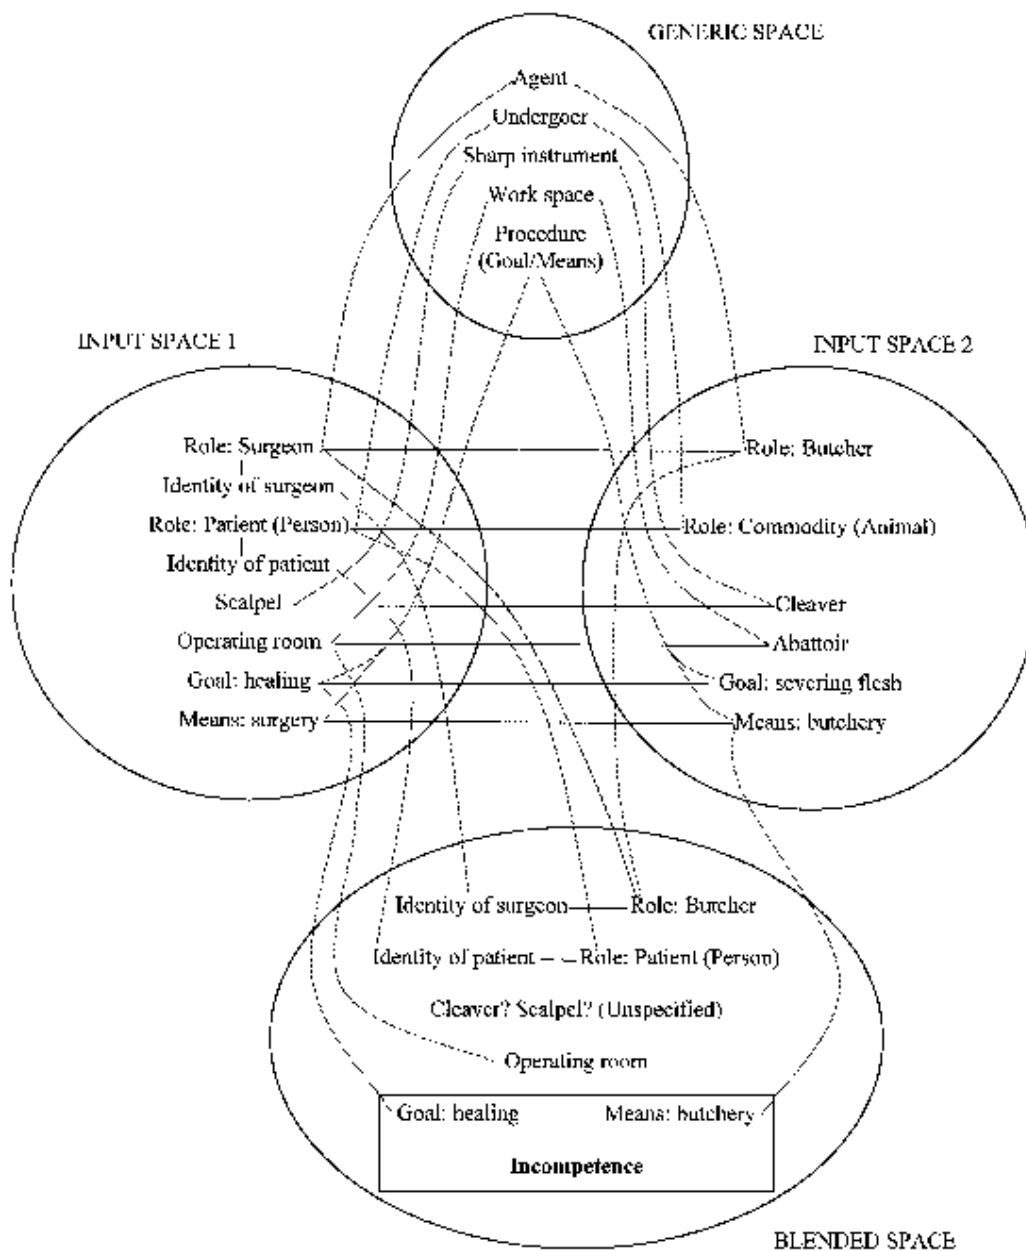 GENERIC SPACE
Agent
Undergoer
Sharp instrument
Work space
Procedure
(Goal/Means)
INPUT SPACE 1
INPUT SPACE 2
Role: Surgeon
Role: Butcher
Identity of surgeon
Role: Patient (Person)
Role: Commodity (Animal)
Identity of patient
Scalpel
Cleaver
Operating room
Abattoir
Goal: healing
Goal: severing flesh
Means: surgery
Means: butchery
Identity of surgeon
Role: Butcher
Identity of patient
Role: Patient (Person)
Cleaver? Scalpel? (Unspecified)
Operating room
Goal: healing
Means: butchery
Incompetence
BLENDED SPACE